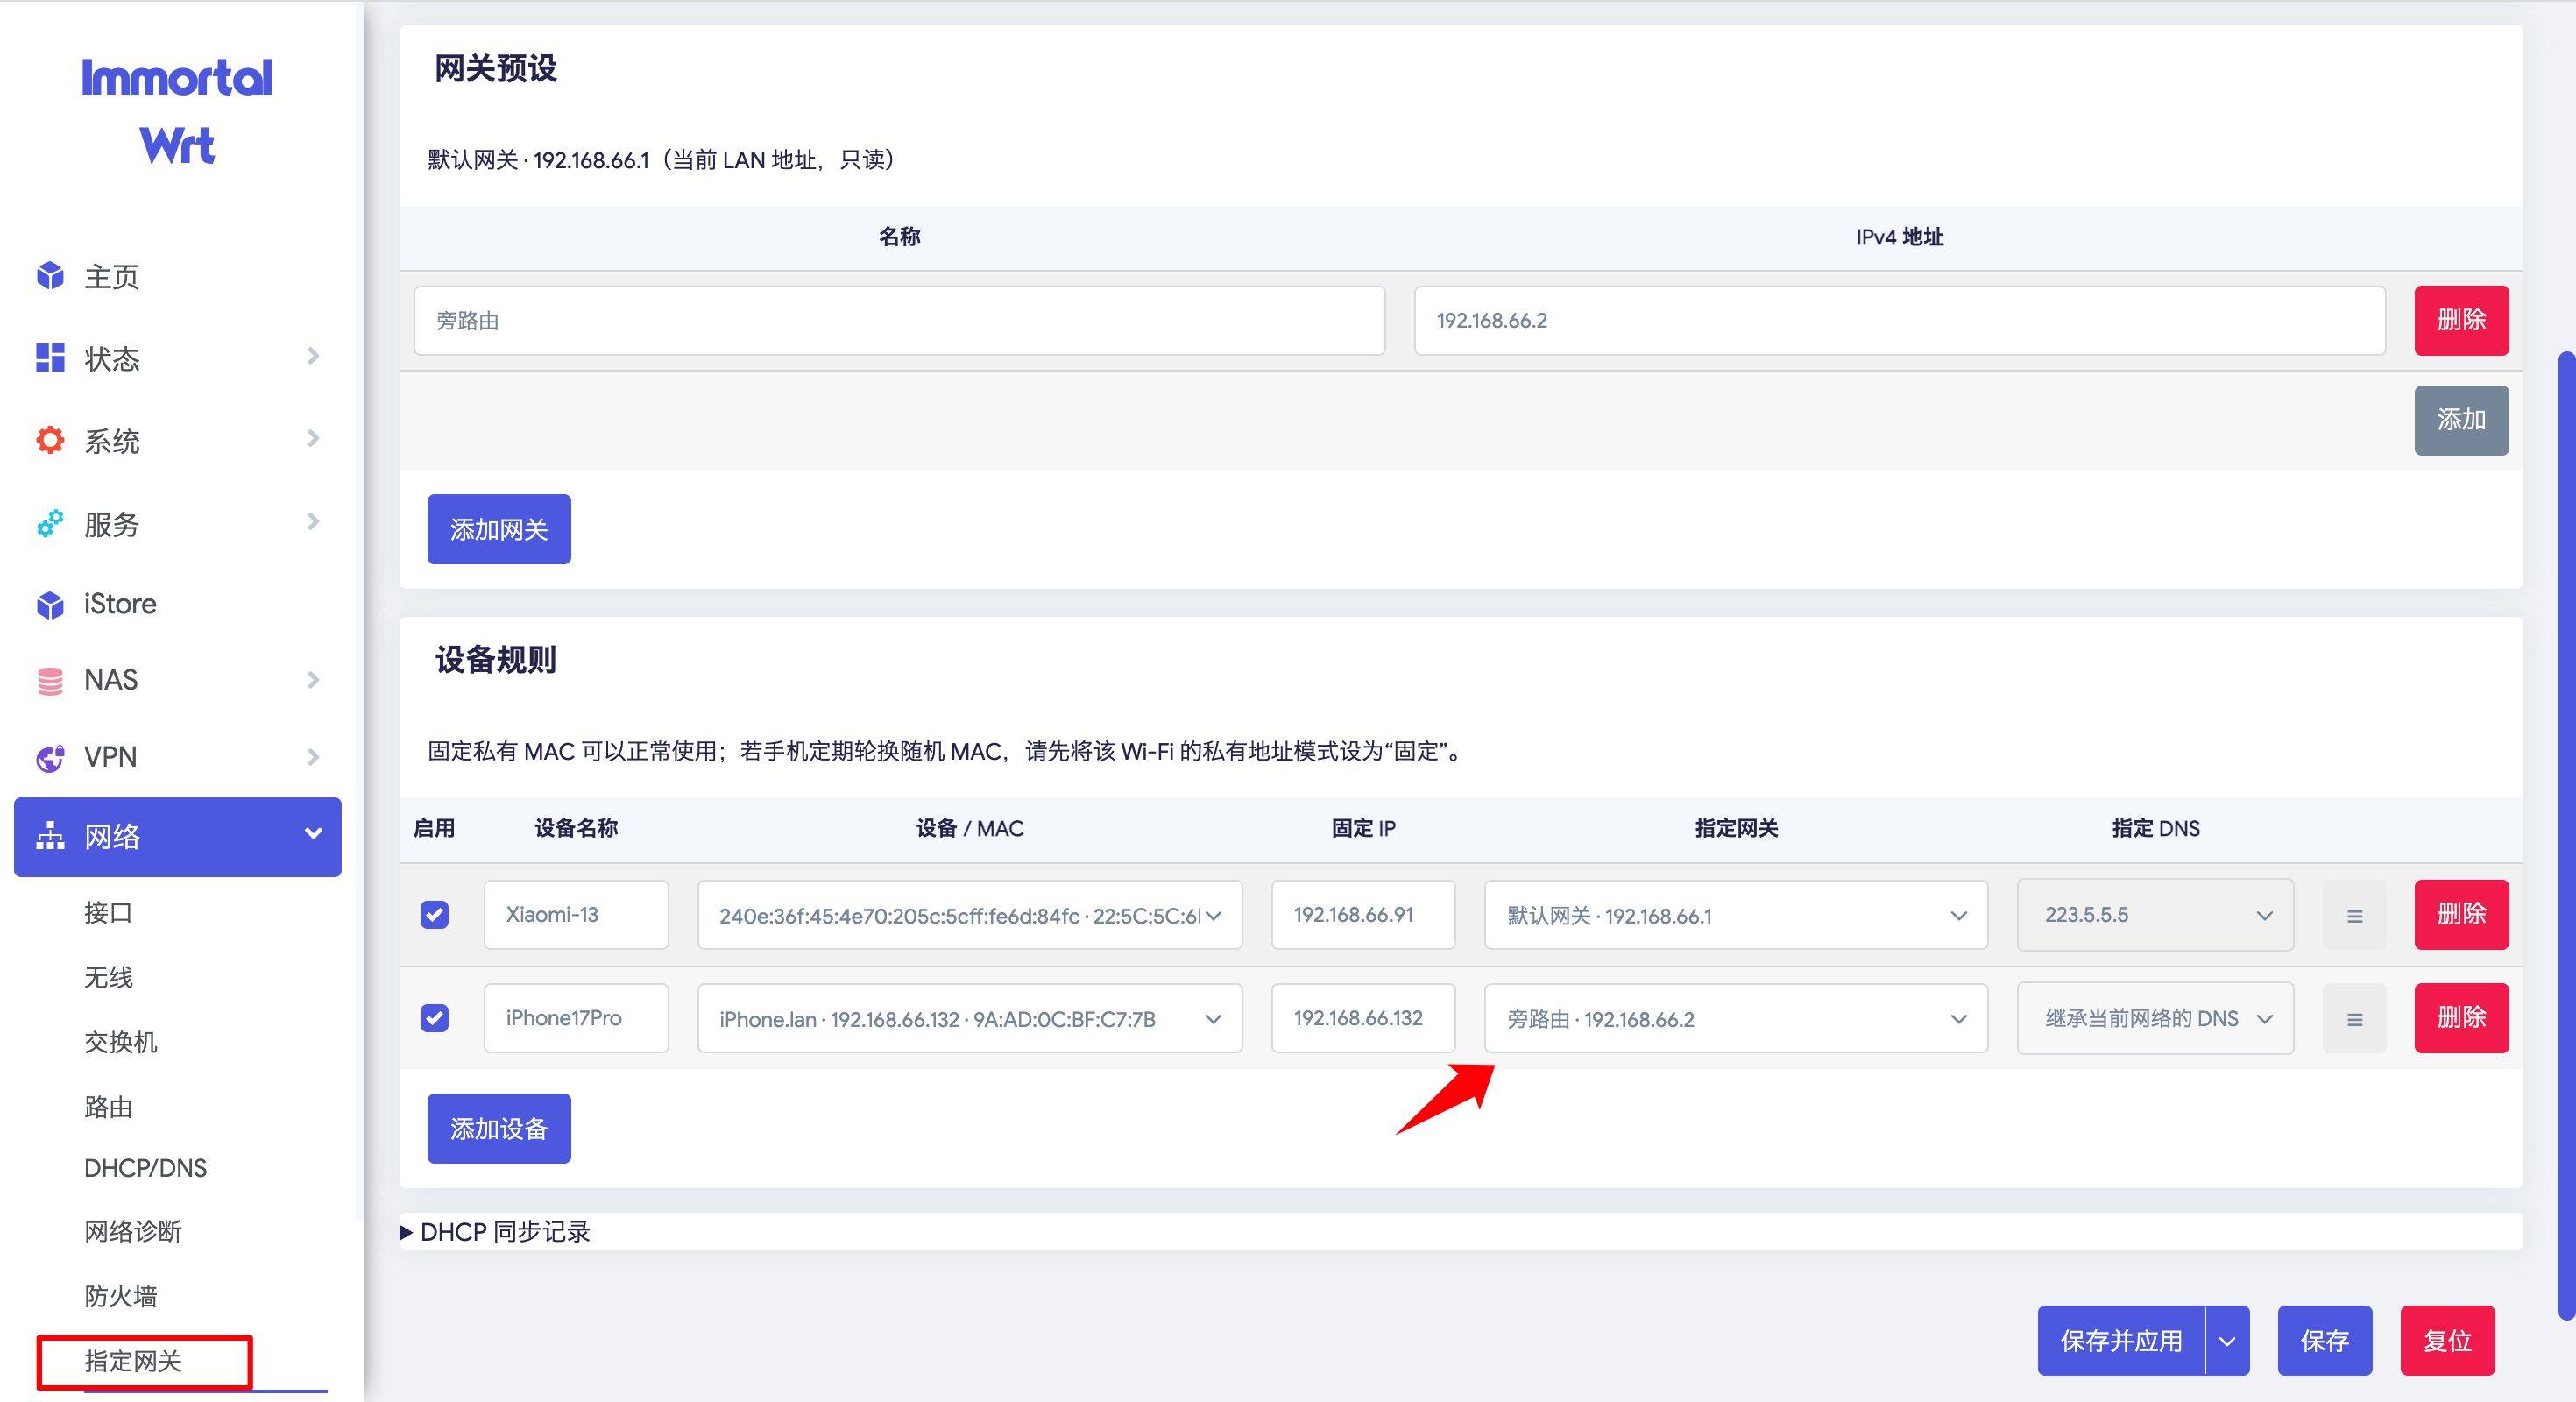 Immortal
Wrt
主页
状态
系统
服务
iStore
NAS
VPN
网络
接口
无线
交换机
路由
DHCP/DNS
网络诊断
防火墙
指定网关
网关预设
默认网关 · 192.168.66.1（当前 LAN 地址，只读）
名称 IPv4 地址
旁路由 192.168.66.2 删除
添加
添加网关
设备规则
固定私有 MAC 可以正常使用；若手机定期轮换随机 MAC，请先将该 Wi-Fi 的私有地址模式设为“固定”。
启用 设备名称 设备 / MAC 固定 IP 指定网关 指定 DNS
Xiaomi-13 240e:36f:45:4e70:205c:5cff:fe6d:84fc · 22:5C:5C:6 192.168.66.91 默认网关 · 192.168.66.1 223.5.5.5 ≡ 删除
iPhone17Pro iPhone.lan · 192.168.66.132 · 9A:AD:0C:BF:C7:7B 192.168.66.132 旁路由 · 192.168.66.2 继承当前网络的 DNS ≡ 删除
添加设备
DHCP 同步记录
保存并应用 保存 复位